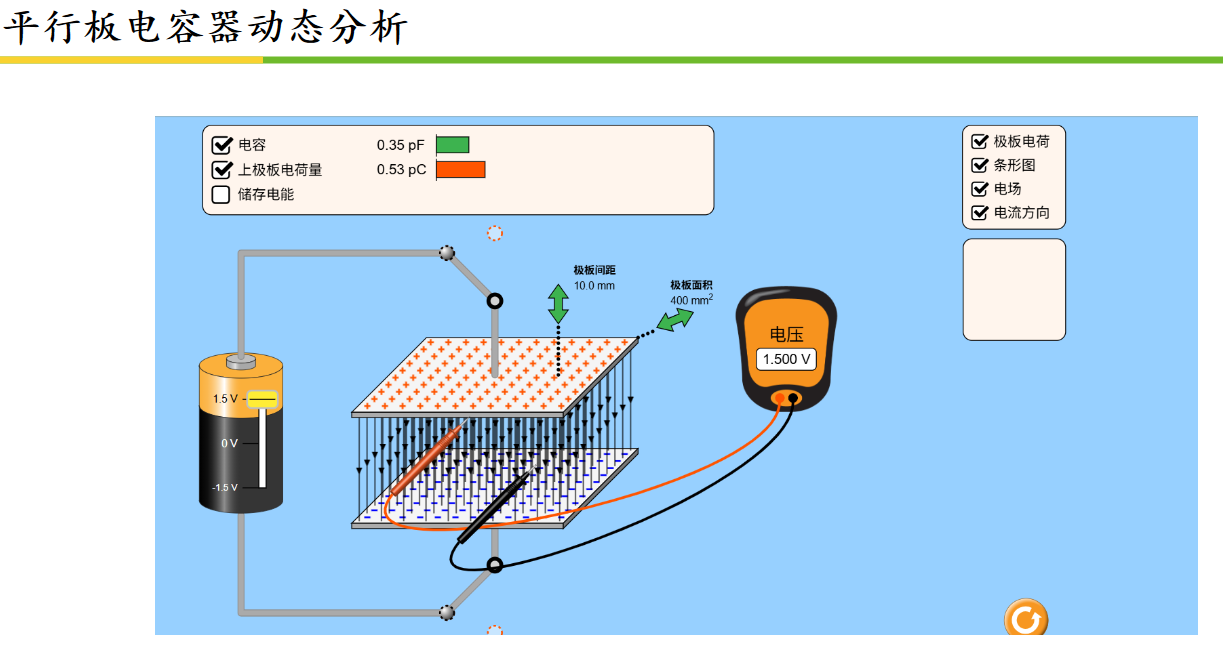 平行板电容器动态分析
电容 0.35 pF
上极板电荷量 0.53 pC
储存电能
极板电荷
条形图
电场
电流方向
极板间距
10.0 mm
极板面积
400 mm²
电压
1.500 V
1.5 V
0 V
-1.5 V